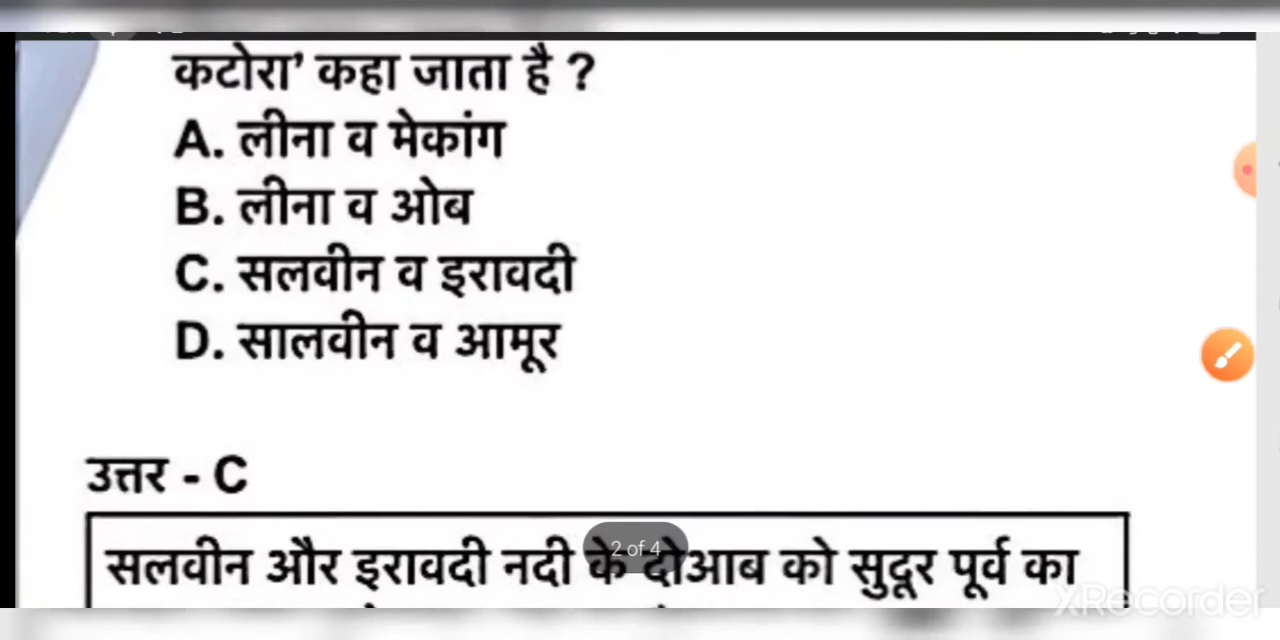 कटोरा’ कहा जाता है ?
A. लीना व मेकांग
B. लीना व ओब
C. सलवीन व इरावदी
D. सालवीन व आमूर
उत्तर - C
सलवीन और इरावदी नदी के दोआब को सुदूर पूर्व का
2 of 4
XRecorder